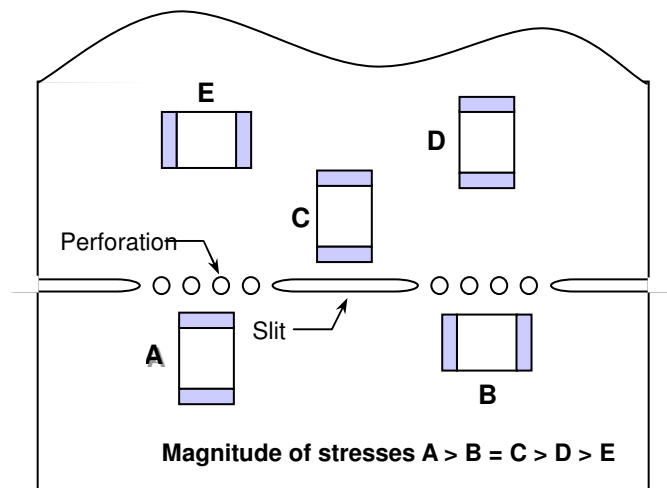 E
D
C
Perforation
Slit
A
B
Magnitude of stresses A > B = C > D > E